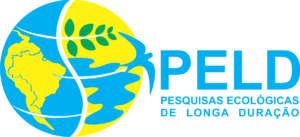 PELD
PESQUISAS ECOLÓGICAS
DE LONGA DURAÇÃO